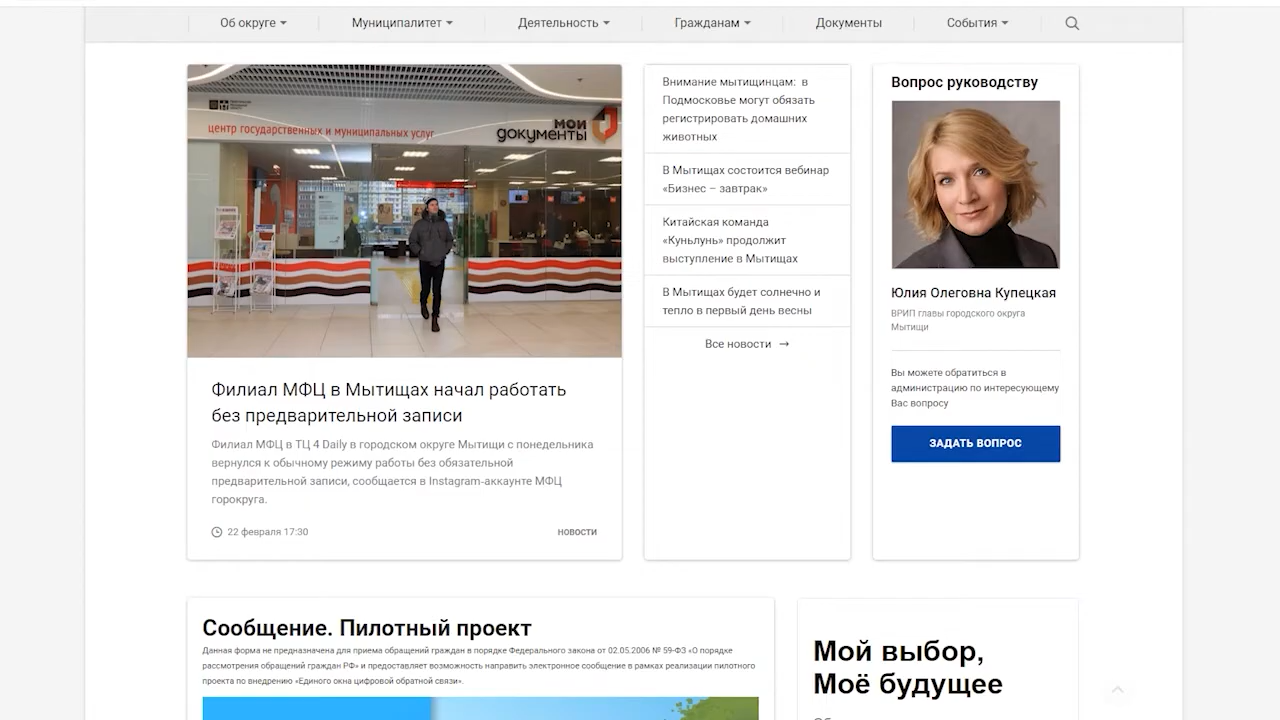 Об округе
Муниципалитет
Деятельность
Гражданам
Документы
События
центр государственных и муниципальных услуг
мои
документы
Филиал МФЦ в Мытищах начал работать
без предварительной записи
Филиал МФЦ в ТЦ 4 Daily в городском округе Мытищи с понедельника
вернулся к обычному режиму работы без обязательной
предварительной записи, сообщается в Instagram-аккаунте МФЦ
горокруга.
22 февраля 17:30
НОВОСТИ
Внимание мытищинцам: в
Подмосковье могут обязать
регистрировать домашних
животных
В Мытищах состоится вебинар
«Бизнес – завтрак»
Китайская команда
«Куньлунь» продолжит
выступление в Мытищах
В Мытищах будет солнечно и
тепло в первый день весны
Все новости →
Вопрос руководству
Юлия Олеговна Купецкая
ВРИП главы городского округа
Мытищи
Вы можете обратиться в
администрацию по интересующему
Вас вопросу
ЗАДАТЬ ВОПРОС
Сообщение. Пилотный проект
Данная форма не предназначена для приема обращений граждан в порядке Федерального закона от 02.05.2006 № 59-ФЗ «О порядке
рассмотрения обращений граждан РФ» и предоставляет возможность направить электронное сообщение в рамках реализации пилотного
проекта по внедрению «Единого окна цифровой обратной связи».
Мой выбор,
Моё будущее